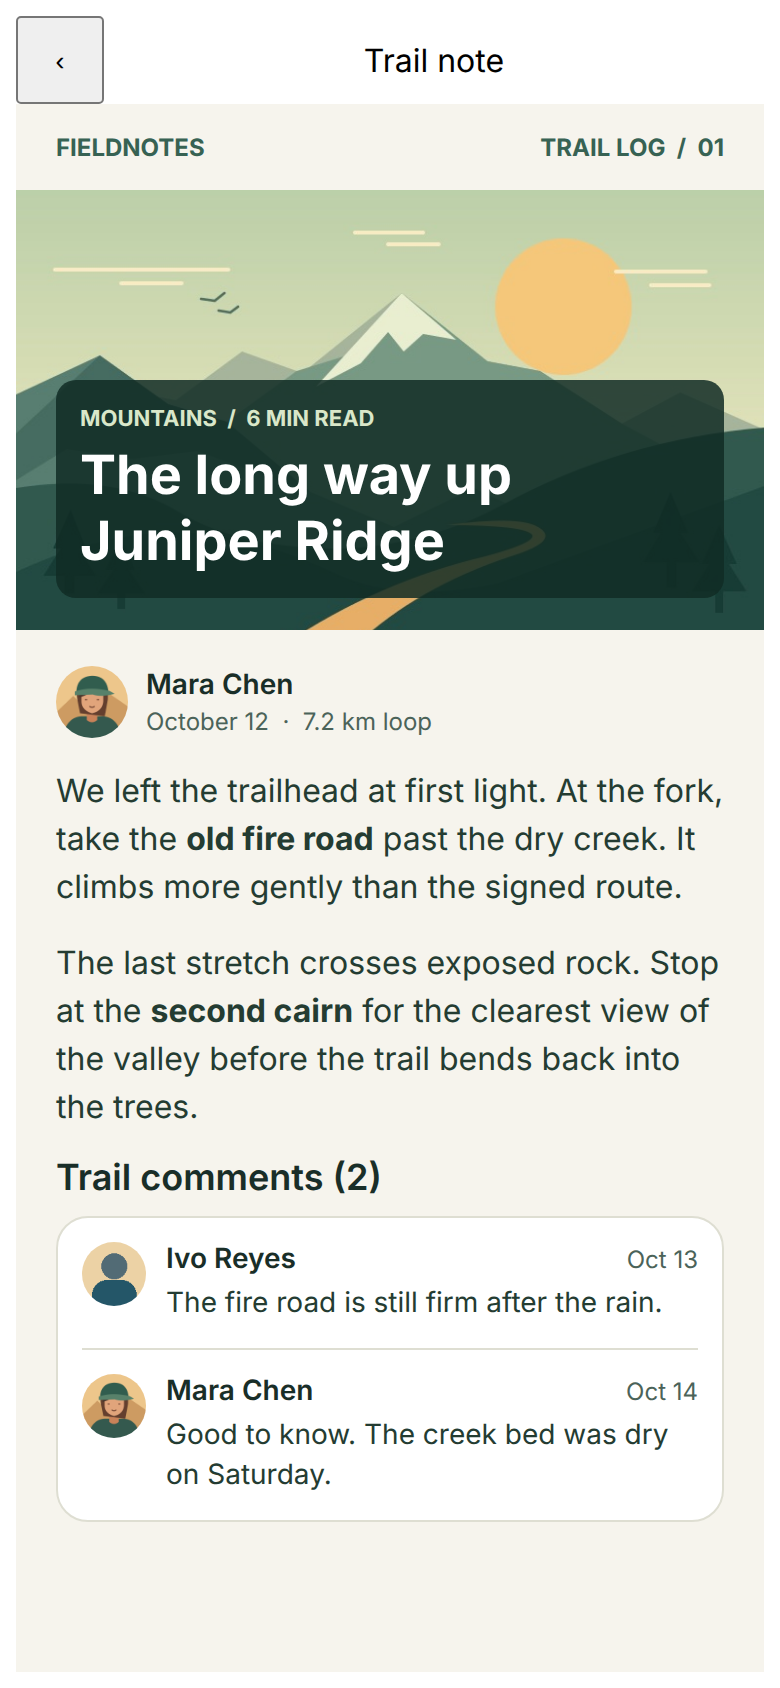 ‹
Trail note
FIELDNOTES
TRAIL LOG / 01
MOUNTAINS / 6 MIN READ
The long way up
Juniper Ridge
Mara Chen
October 12 · 7.2 km loop
We left the trailhead at first light. At the fork,
take the old fire road past the dry creek. It
climbs more gently than the signed route.
The last stretch crosses exposed rock. Stop
at the second cairn for the clearest view of
the valley before the trail bends back into
the trees.
Trail comments (2)
Ivo Reyes
Oct 13
The fire road is still firm after the rain.
Mara Chen
Oct 14
Good to know. The creek bed was dry
on Saturday.